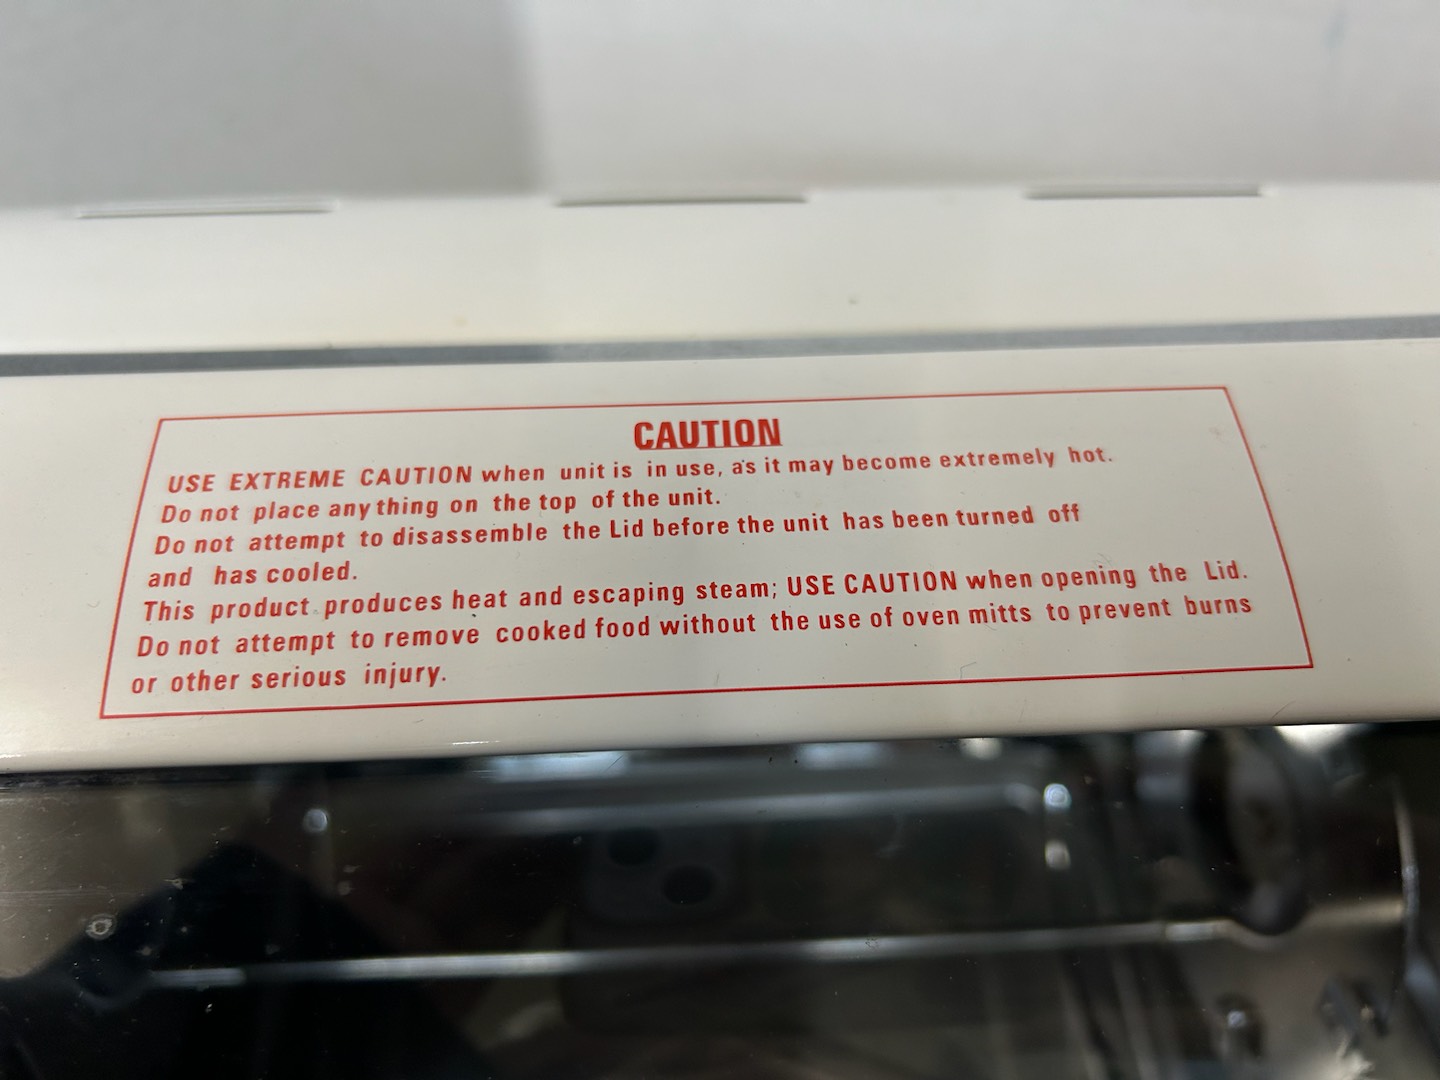 CAUTION
USE EXTREME CAUTION when unit is in use, as it may become extremely hot.
Do not place anything on the top of the unit.
Do not attempt to disassemble the Lid before the unit has been turned off
and has cooled.
This product produces heat and escaping steam; USE CAUTION when opening the Lid.
Do not attempt to remove cooked food without the use of oven mitts to prevent burns
or other serious injury.